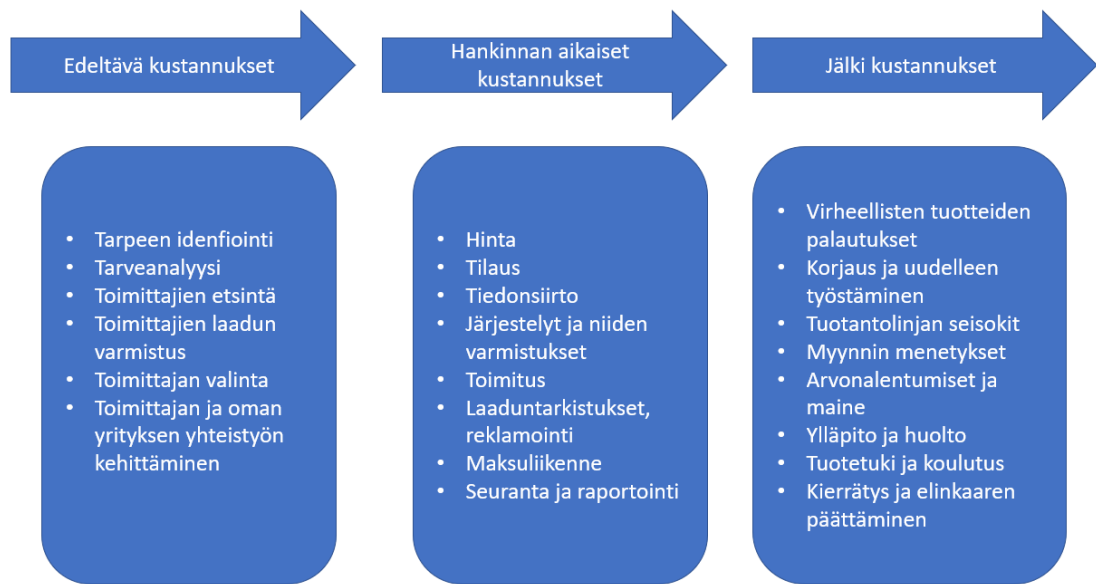 Edeltävä kustannukset
Hankinnan aikaiset
kustannukset
Jälki kustannukset
• Tarpeen idenfiointi
• Tarveanalyysi
• Toimittajien etsintä
• Toimittajien laadun
varmistus
• Toimittajan valinta
• Toimittajan ja oman
yrityksen yhteistyön
kehittäminen
• Hinta
• Tilaus
• Tiedonsiirto
• Järjestelyt ja niiden
varmistukset
• Toimitus
• Laaduntarkistukset,
reklamointi
• Maksuliikenne
• Seuranta ja raportointi
• Virheellisten tuotteiden
palautukset
• Korjaus ja uudelleen
työstäminen
• Tuotantolinjan seisokit
• Myynnin menetykset
• Arvonalentumiset ja
maine
• Ylläpito ja huolto
• Tuotetuki ja koulutus
• Kierrätys ja elinkaaren
päättäminen